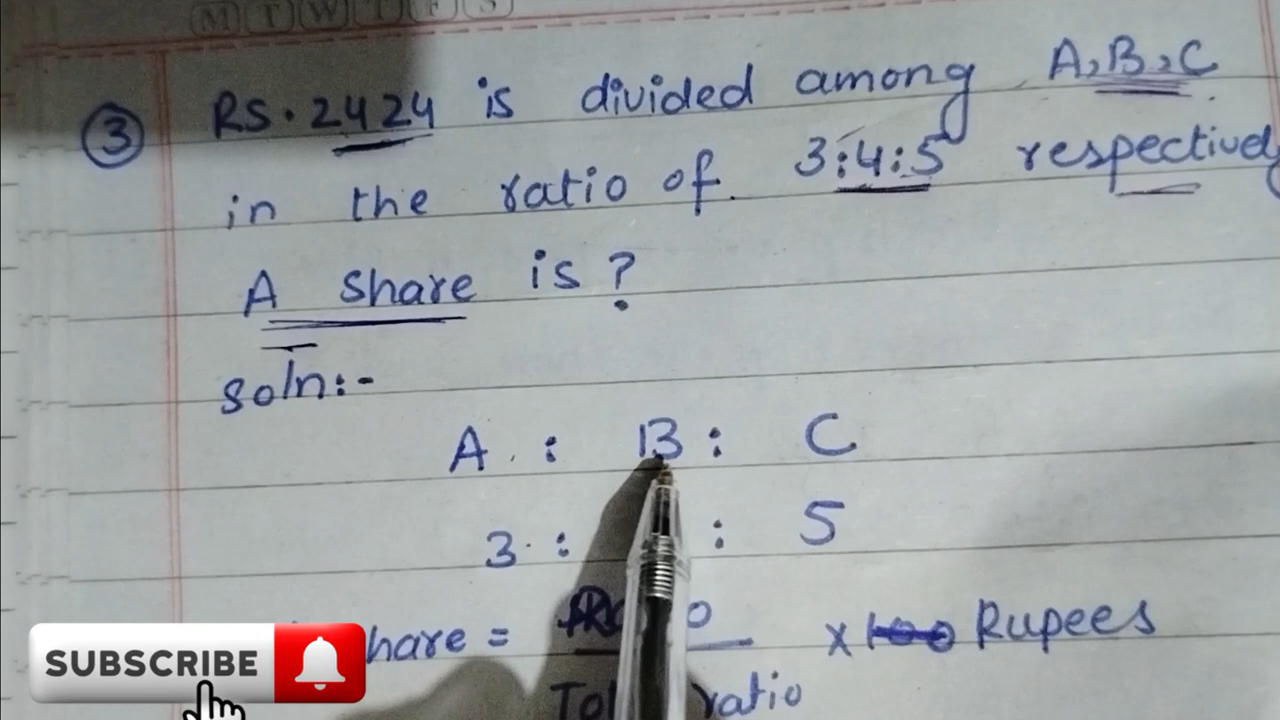 M T W T F S
③ RS. 2424 is divided among A, B, C
in the ratio of 3:4:5 respectively
A share is ?
soln:-
A : B : C
3 : : 5
share = × Rupees
ratio
SUBSCRIBE